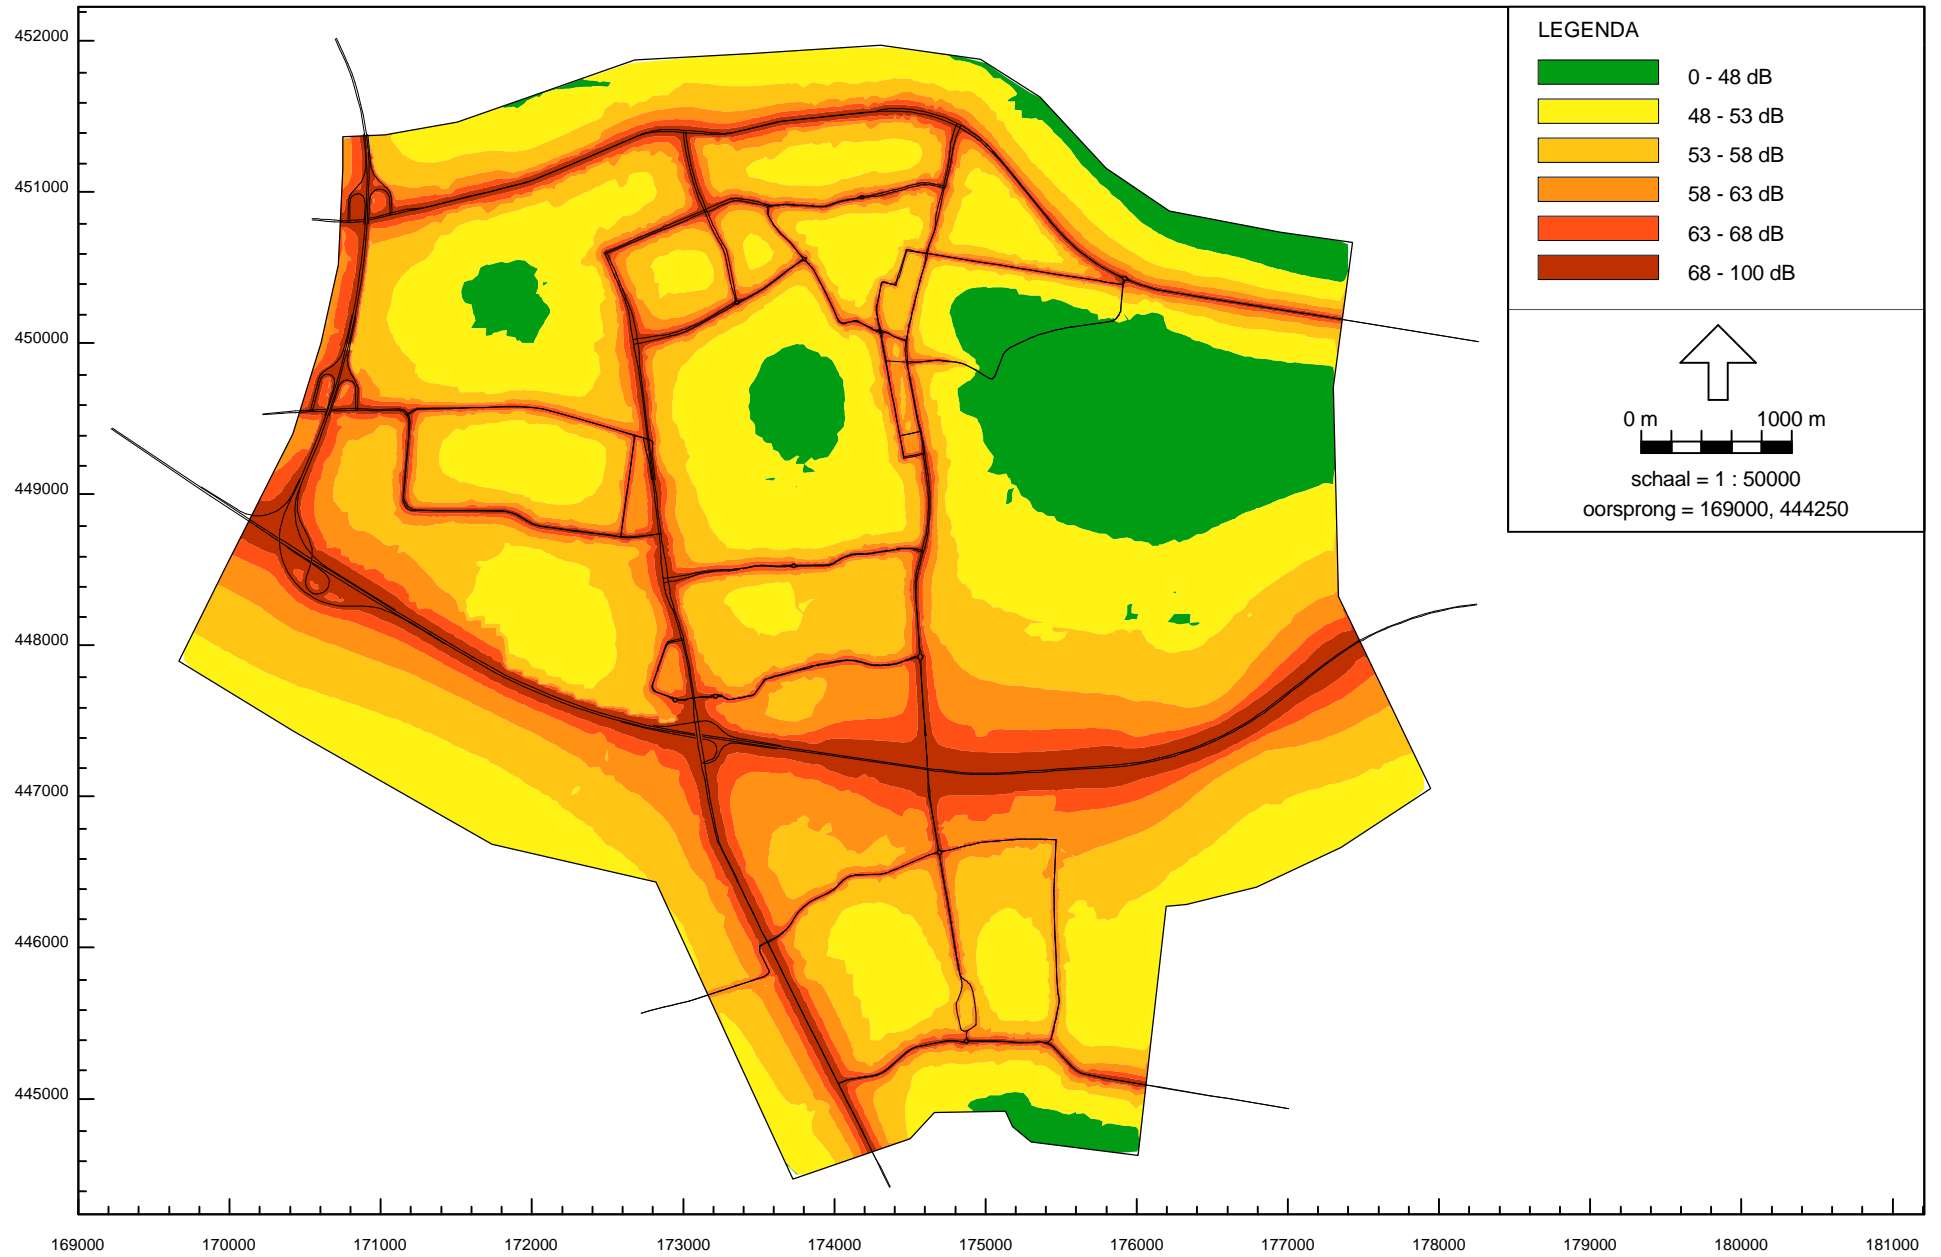 LEGENDA
0 - 48 dB
48 - 53 dB
53 - 58 dB
58 - 63 dB
63 - 68 dB
68 - 100 dB
0 m 1000 m
schaal = 1 : 50000
oorsprong = 169000, 444250
452000
451000
450000
449000
448000
447000
446000
445000
169000 170000 171000 172000 173000 174000 175000 176000 177000 178000 179000 180000 181000